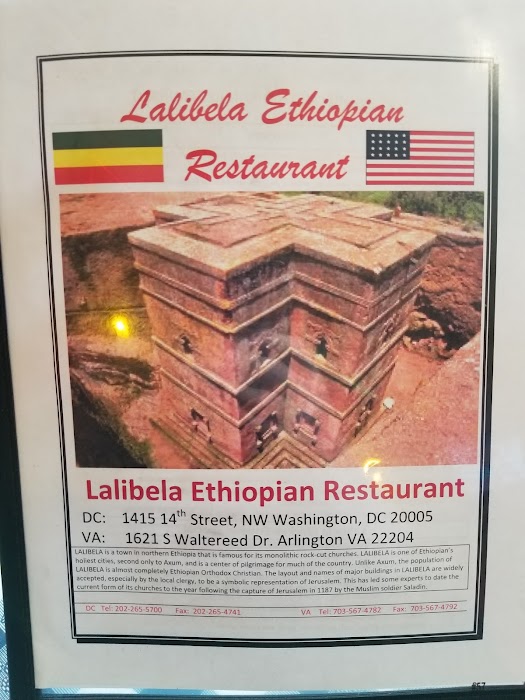 Lalibela Ethiopian
Restaurant
Lalibela Ethiopian Restaurant
DC: 1415 14th Street, NW Washington, DC 20005
VA: 1621 S Waltereed Dr. Arlington VA 22204
LALIBELA is a town in northern Ethiopia that is famous for its monolithic rock-cut churches. LALIBELA is one of Ethiopian's
holiest cities, second only to Axum, and is a center of pilgrimage for much of the country. Unlike Axum, the population of
LALIBELA is almost completely Ethiopian Orthodox Christian. The layout and names of major buildings in LALIBELA are widely
accepted, especially by the local clergy, to be a symbolic representation of Jerusalem. This has led some experts to date the
current form of its churches to the year following the capture of Jerusalem in 1187 by the Muslim soldier Saladin.
DC Tel: 202-265-5700 Fax: 202-265-4741 VA Tel: 703-567-4782 Fax: 703-567-4792